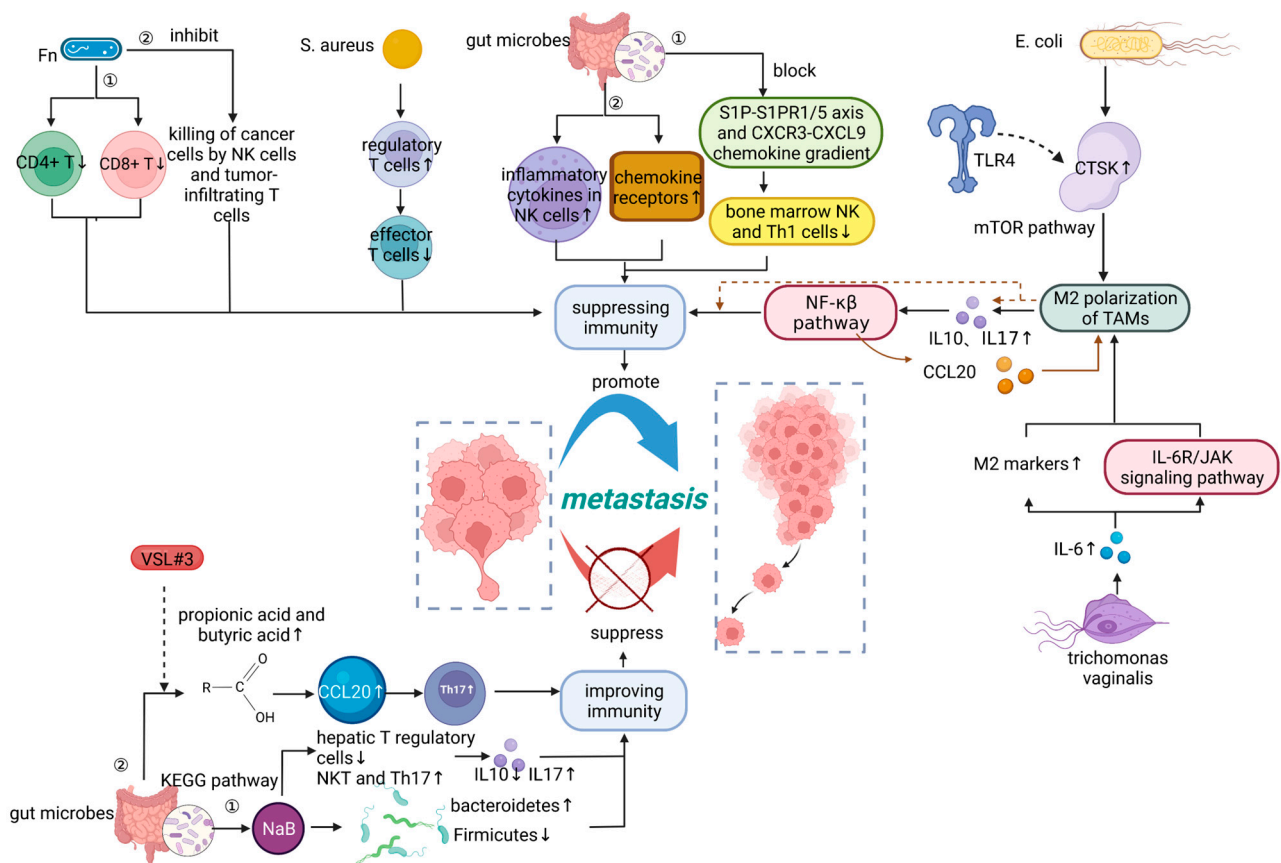 Fn
② inhibit
①
CD4+ T↓
CD8+ T↓
killing of cancer
cells by NK cells
and tumor-
infiltrating T
cells
S. aureus
regulatory
T cells↑
effector
T cells↓
gut microbes
①
block
②
inflammatory
cytokines in
NK cells↑
chemokine
receptors↑
S1P-S1PR1/5 axis
and CXCR3-CXCL9
chemokine gradient
bone marrow NK
and Th1 cells↓
E. coli
TLR4
CTSK↑
mTOR pathway
suppressing
immunity
NF-κβ
pathway
IL10、IL17↑
M2 polarization
of TAMs
CCL20
promote
metastasis
suppress
M2 markers↑
IL-6R/JAK
signaling pathway
IL-6↑
trichomonas
vaginalis
VSL#3
propionic acid and
butyric acid↑
R
C
O
OH
CCL20↑
Th17↑
improving
immunity
②
KEGG pathway
hepatic T regulatory
cells↓
NKT and Th17↑
IL10↓ IL17↑
gut microbes
①
NaB
bacteroidetes↑
Firmicutes↓